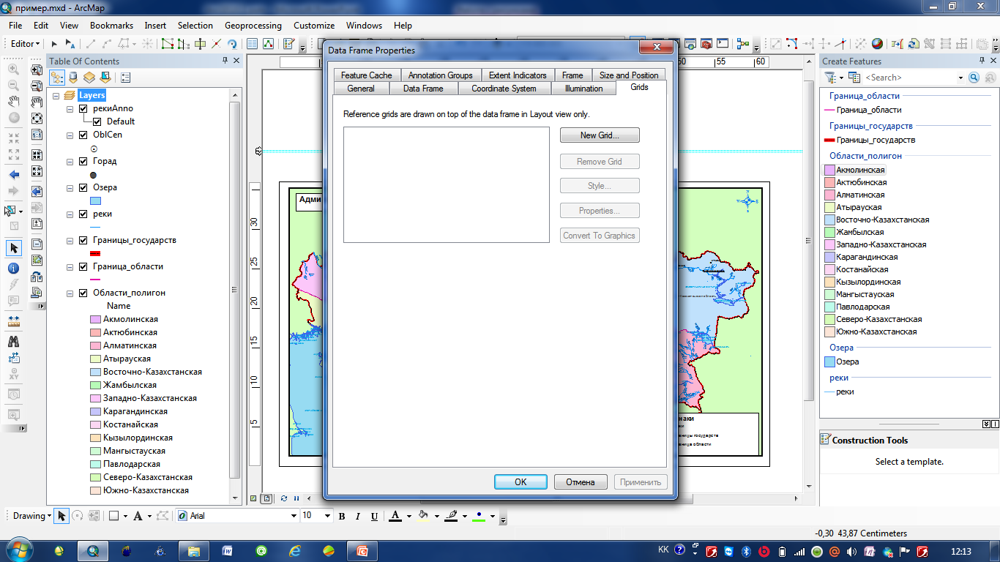 пример.mxd - ArcMap
File Edit View Bookmarks Insert Selection Geoprocessing Customize Windows Help
Editor
Table Of Contents
Layers
рекиAnno
Default
OblCen
Горад
Озера
реки
Границы_государств
Граница_области
Области_полигон
Name
Акмолинская
Актюбинская
Алматинская
Атырауская
Восточно-Казахстанская
Жамбылская
Западно-Казахстанская
Карагандинская
Костанайская
Кызылординская
Мангыстауская
Павлодарская
Северо-Казахстанская
Южно-Казахстанская
50 55 60
30
25
20
15
10
5
Адми
Data Frame Properties
Feature Cache Annotation Groups Extent Indicators Frame Size and Position
General Data Frame Coordinate System Illumination Grids
Reference grids are drawn on top of the data frame in Layout view only.
New Grid...
Remove Grid
Style...
Properties...
Convert To Graphics
OK Отмена Применить
наки
ки
аницы государств
аница области
Create Features
<Search>
Граница_области
Граница_области
Границы_государств
Границы_государств
Области_полигон
Акмолинская
Актюбинская
Алматинская
Атырауская
Восточно-Казахстанская
Жамбылская
Западно-Казахстанская
Карагандинская
Костанайская
Кызылординская
Мангыстауская
Павлодарская
Северо-Казахстанская
Южно-Казахстанская
Озера
Озера
реки
реки
Construction Tools
Select a template.
Drawing A Arial 10 B I U A
-0,30 43,87 Centimeters
KK 12:13